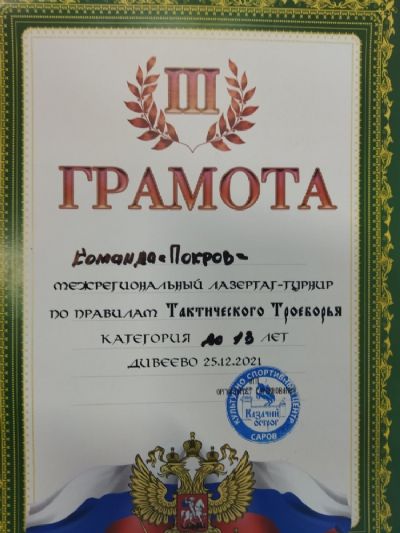 III
ГРАМОТА
Команда «Покров»
МЕЖРЕГИОНАЛЬНЫЙ ЛАЗЕРТАГ-ТУРНИР
ПО ПРАВИЛАМ Тактического Троеборья
КАТЕГОРИЯ до 13 ЛЕТ
ДИВЕЕВО 25.12.2021
КУЛЬТУРНО СПОРТИВНЫЙ ЦЕНТР
Казачий
острог
САРОВ